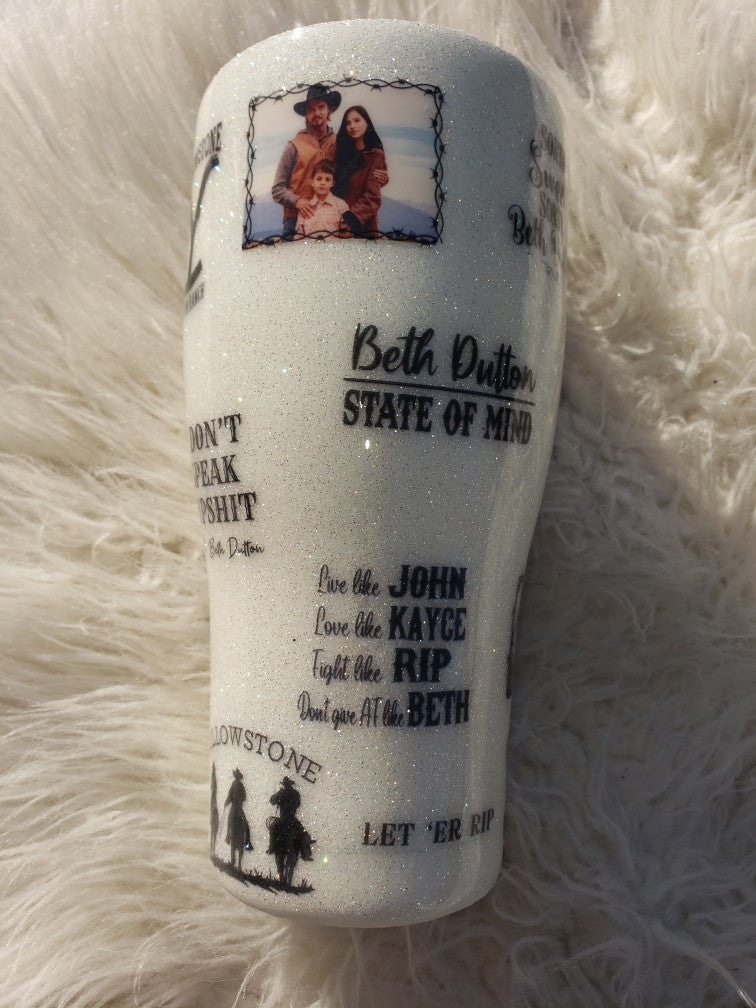 Beth Dutton
STATE OF MIND
DON'T
PEAK
PSHIT
Beth Dutton
Live like JOHN
Love like KAYCE
Fight like RIP
Don't give AF like BETH
LLOWSTONE
LET 'ER RIP